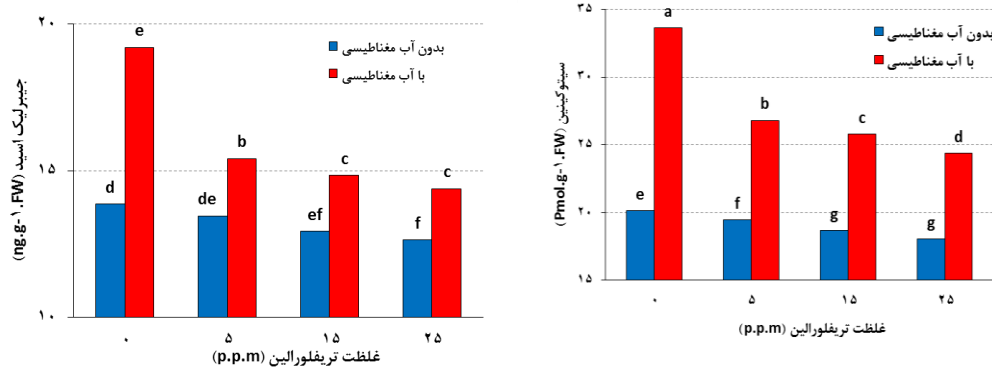 ۲۰
۱۵
۱۰
جیبرلیک اسید (ng.g-۱.FW)
بدون آب مغناطیسی
با آب مغناطیسی
e
b
c
c
d
de
ef
f
۰ ۵ ۱۵ ۲۵
غلظت تریفلورالین (p.p.m)
۳۵
۳۰
۲۵
۲۰
۱۵
سیتوکینین (Pmol.g-۱.FW)
بدون آب مغناطیسی
با آب مغناطیسی
a
b
c
d
e
f
g
g
۰ ۵ ۱۵ ۲۵
غلظت تریفلورالین (p.p.m)